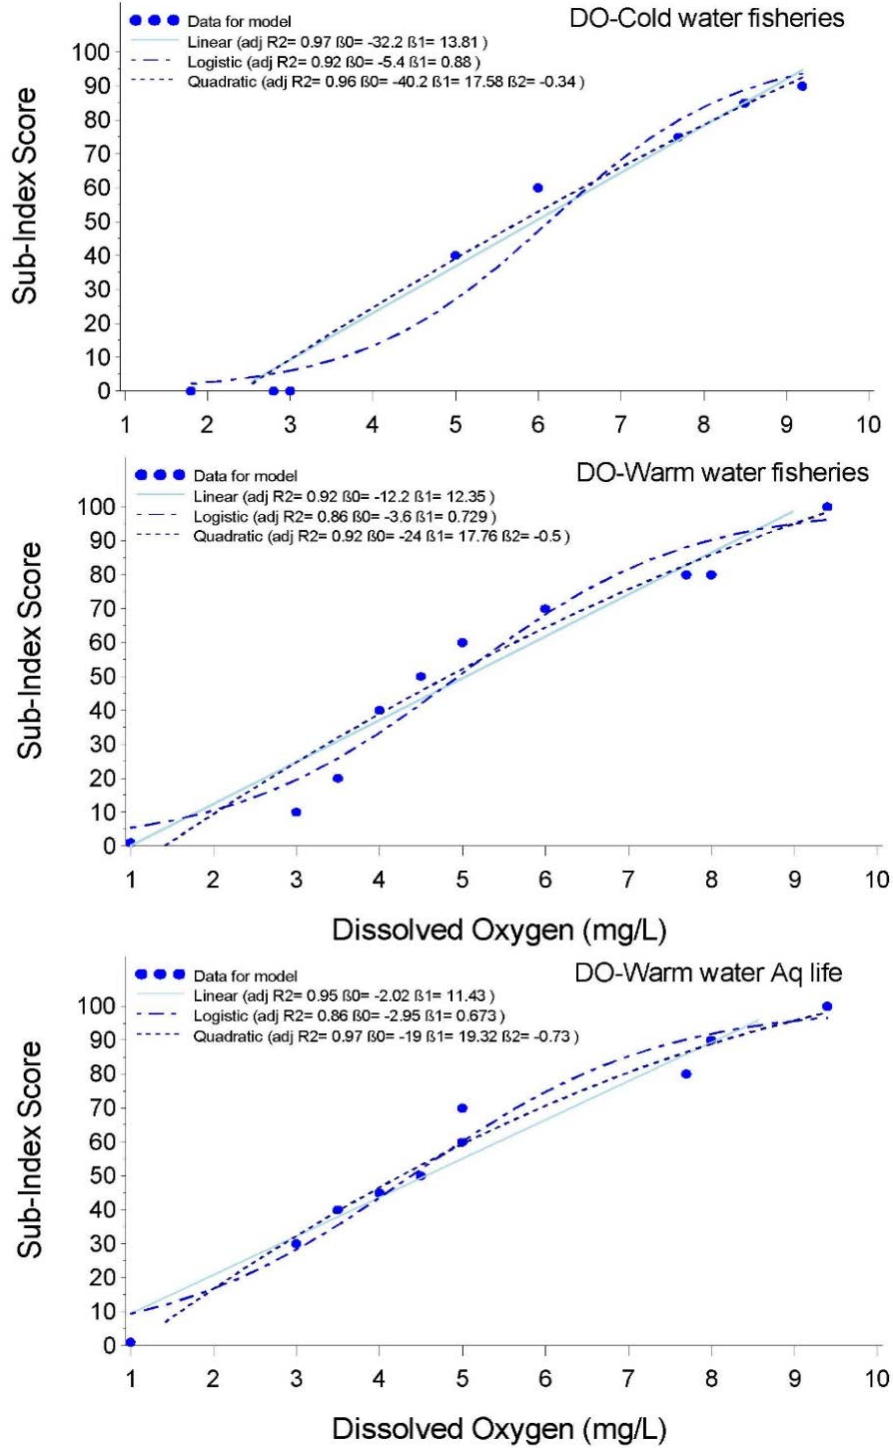 DO-Cold water fisheries
Data for model
Linear (adj R2= 0.97 ß0= -32.2 ß1= 13.81 )
Logistic (adj R2= 0.92 ß0= -5.4 ß1= 0.88 )
Quadratic (adj R2= 0.96 ß0= -40.2 ß1= 17.58 ß2= -0.34 )
Sub-Index Score
100
90
80
70
60
50
40
30
20
10
0
1 2 3 4 5 6 7 8 9 10
DO-Warm water fisheries
Data for model
Linear (adj R2= 0.92 ß0= -12.2 ß1= 12.35 )
Logistic (adj R2= 0.86 ß0= -3.6 ß1= 0.729 )
Quadratic (adj R2= 0.92 ß0= -24 ß1= 17.76 ß2= -0.5 )
Sub-Index Score
100
90
80
70
60
50
40
30
20
10
0
1 2 3 4 5 6 7 8 9 10
Dissolved Oxygen (mg/L)
DO-Warm water Aq life
Data for model
Linear (adj R2= 0.95 ß0= -2.02 ß1= 11.43 )
Logistic (adj R2= 0.86 ß0= -2.95 ß1= 0.673 )
Quadratic (adj R2= 0.97 ß0= -19 ß1= 19.32 ß2= -0.73 )
Sub-Index Score
100
90
80
70
60
50
40
30
20
10
0
1 2 3 4 5 6 7 8 9 10
Dissolved Oxygen (mg/L)